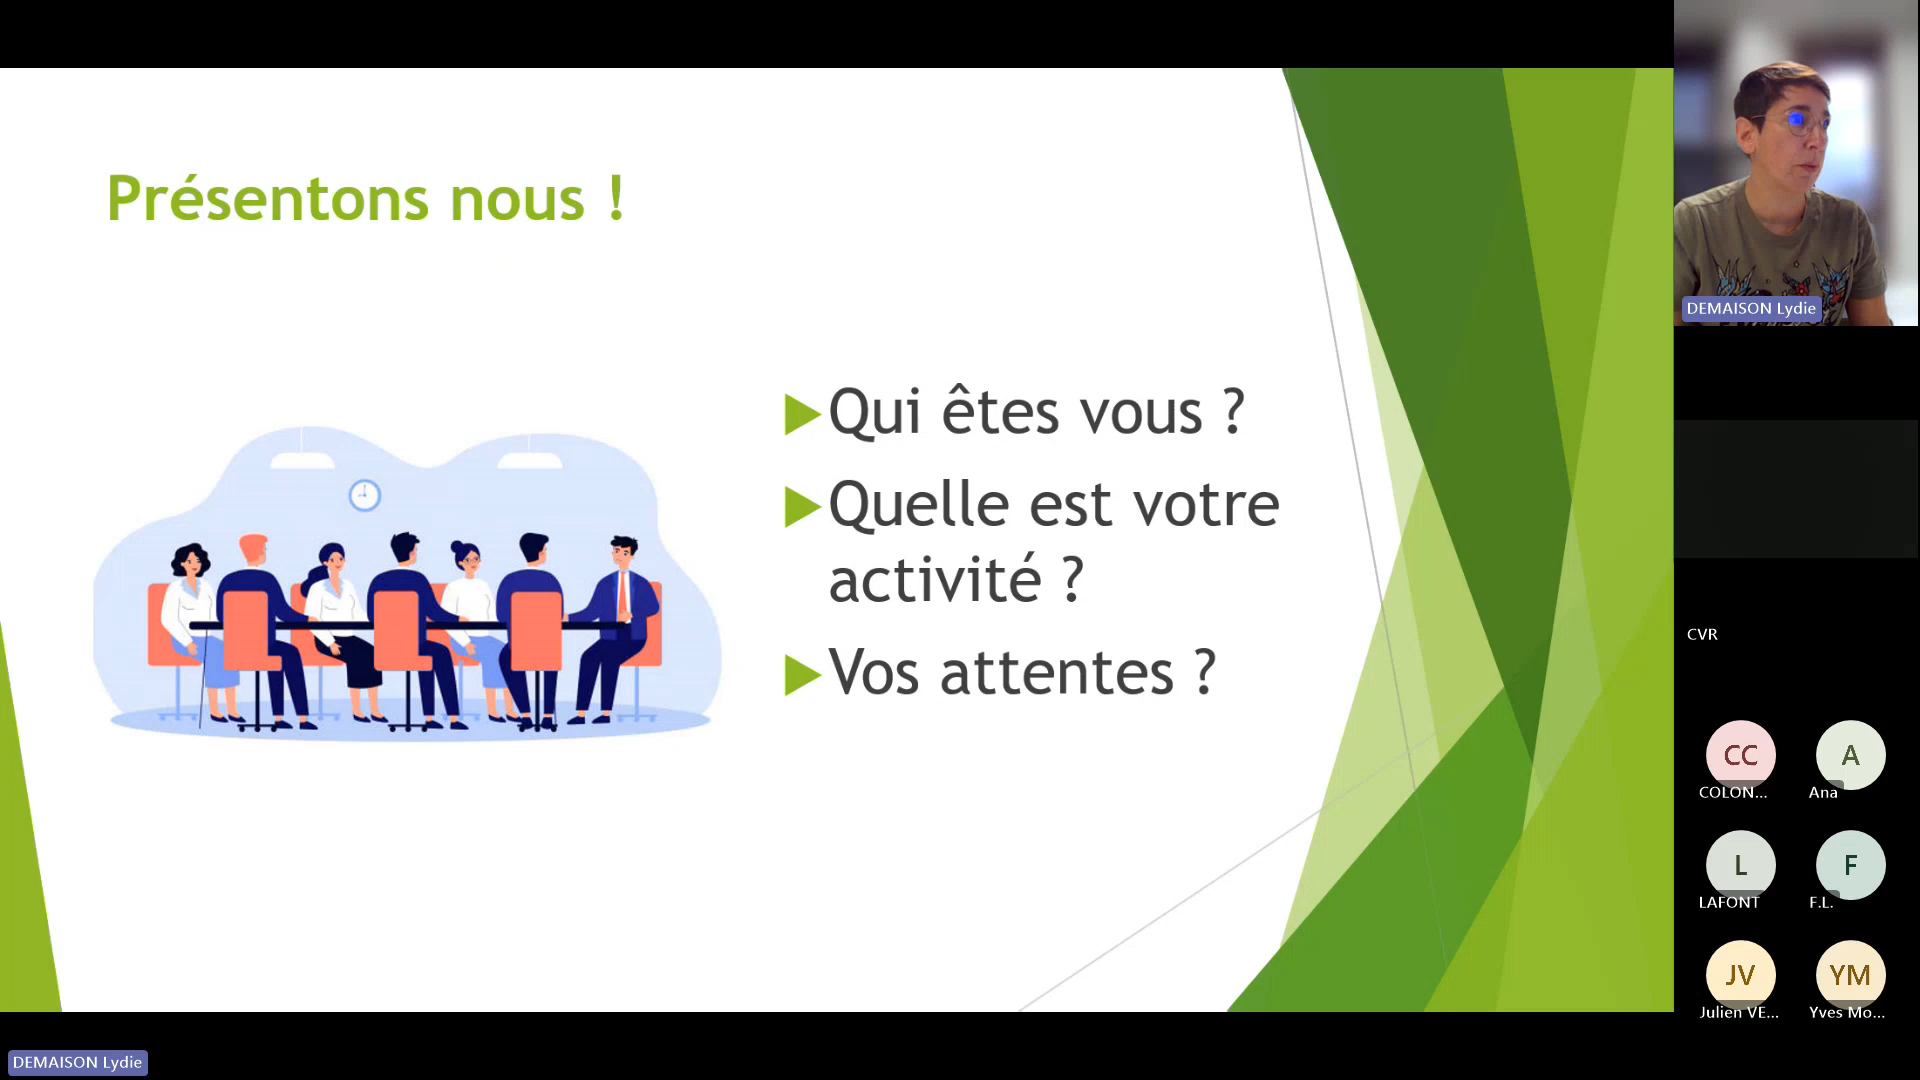 Présentons nous !
Qui êtes vous ?
Quelle est votre
activité ?
Vos attentes ?
DEMAISON Lydie
CVR
CC
COLON...
A
Ana
L
LAFONT
F
F.L.
JV
Julien VE...
YM
Yves Mo...
DEMAISON Lydie